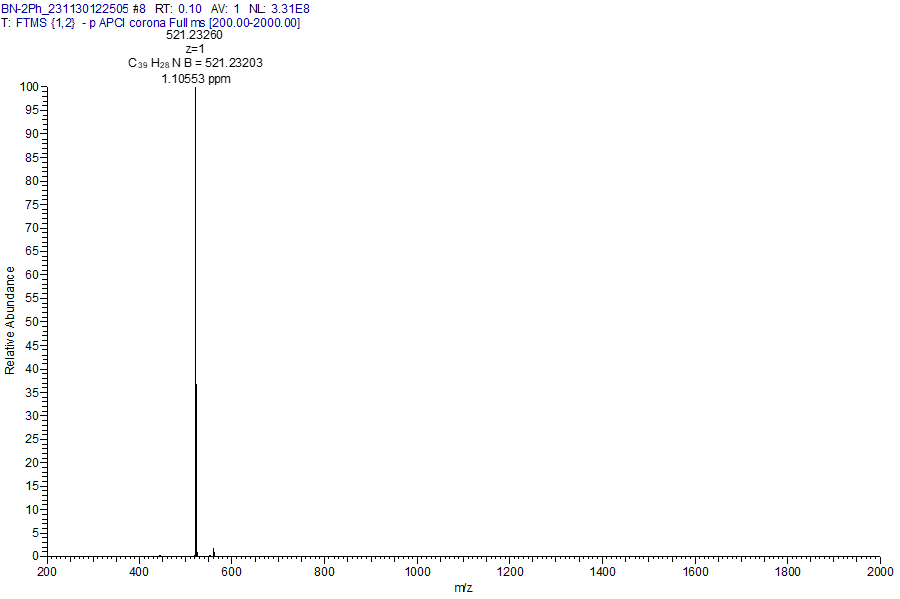 BN-2Ph_231130122505 #8 RT: 0.10 AV: 1 NL: 3.31E8
T: FTMS {1,2} - p APCI corona Full ms [200.00-2000.00]
521.23260
z=1
C₃₉ H₂₈ N B = 521.23203
1.10553 ppm
100
95
90
85
80
75
70
65
60
55
50
45
40
35
30
25
20
15
10
5
0
Relative Abundance
200 400 600 800 1000 1200 1400 1600 1800 2000
m/z